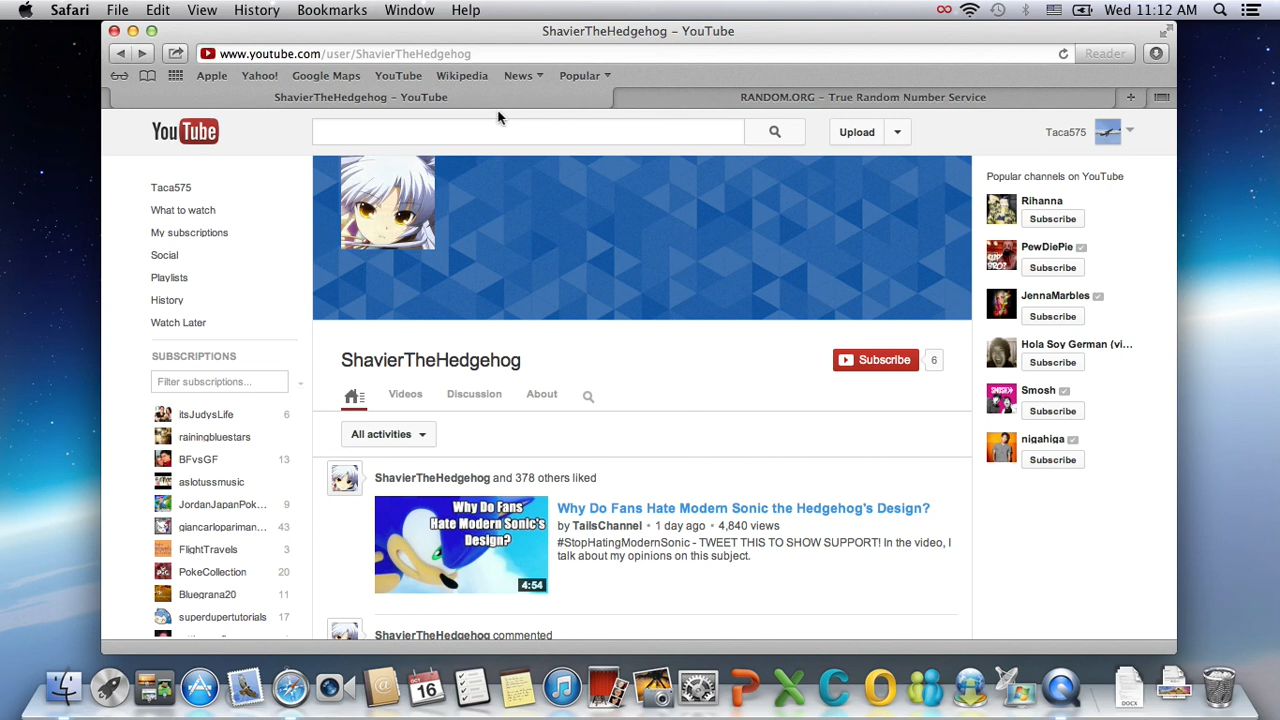 Safari File Edit View History Bookmarks Window Help Wed 11:12 AM
ShavierTheHedgehog – YouTube
www.youtube.com/user/ShavierTheHedgehog Reader
Apple Yahoo! Google Maps YouTube Wikipedia News Popular
ShavierTheHedgehog – YouTube RANDOM.ORG – True Random Number Service
YouTube Upload Taca575
Taca575
What to watch
My subscriptions
Social
Playlists
History
Watch Later
SUBSCRIPTIONS
Filter subscriptions...
itsJudysLife 6
rainingbluestars
BFvsGF 13
aslotussmusic
JordanJapanPok... 9
giancarlopariman... 43
FlightTravels 3
PokeCollection 20
Bluegrana20 11
superdupertutorials 17
ShavierTheHedgehog Subscribe 6
Videos Discussion About
All activities
ShavierTheHedgehog and 378 others liked
Why Do Fans
Hate Modern Sonic's
Design?
4:54
Why Do Fans Hate Modern Sonic the Hedgehog's Design?
by TailsChannel • 1 day ago • 4,840 views
#StopHatingModernSonic - TWEET THIS TO SHOW SUPPORT! In the video, I
talk about my opinions on this subject.
ShavierTheHedgehog commented
Popular channels on YouTube
Rihanna
Subscribe
PewDiePie
Subscribe
JennaMarbles
Subscribe
Hola Soy German (vi...
Subscribe
Smosh
Subscribe
nigahiga
Subscribe
OCT
16
DOCX